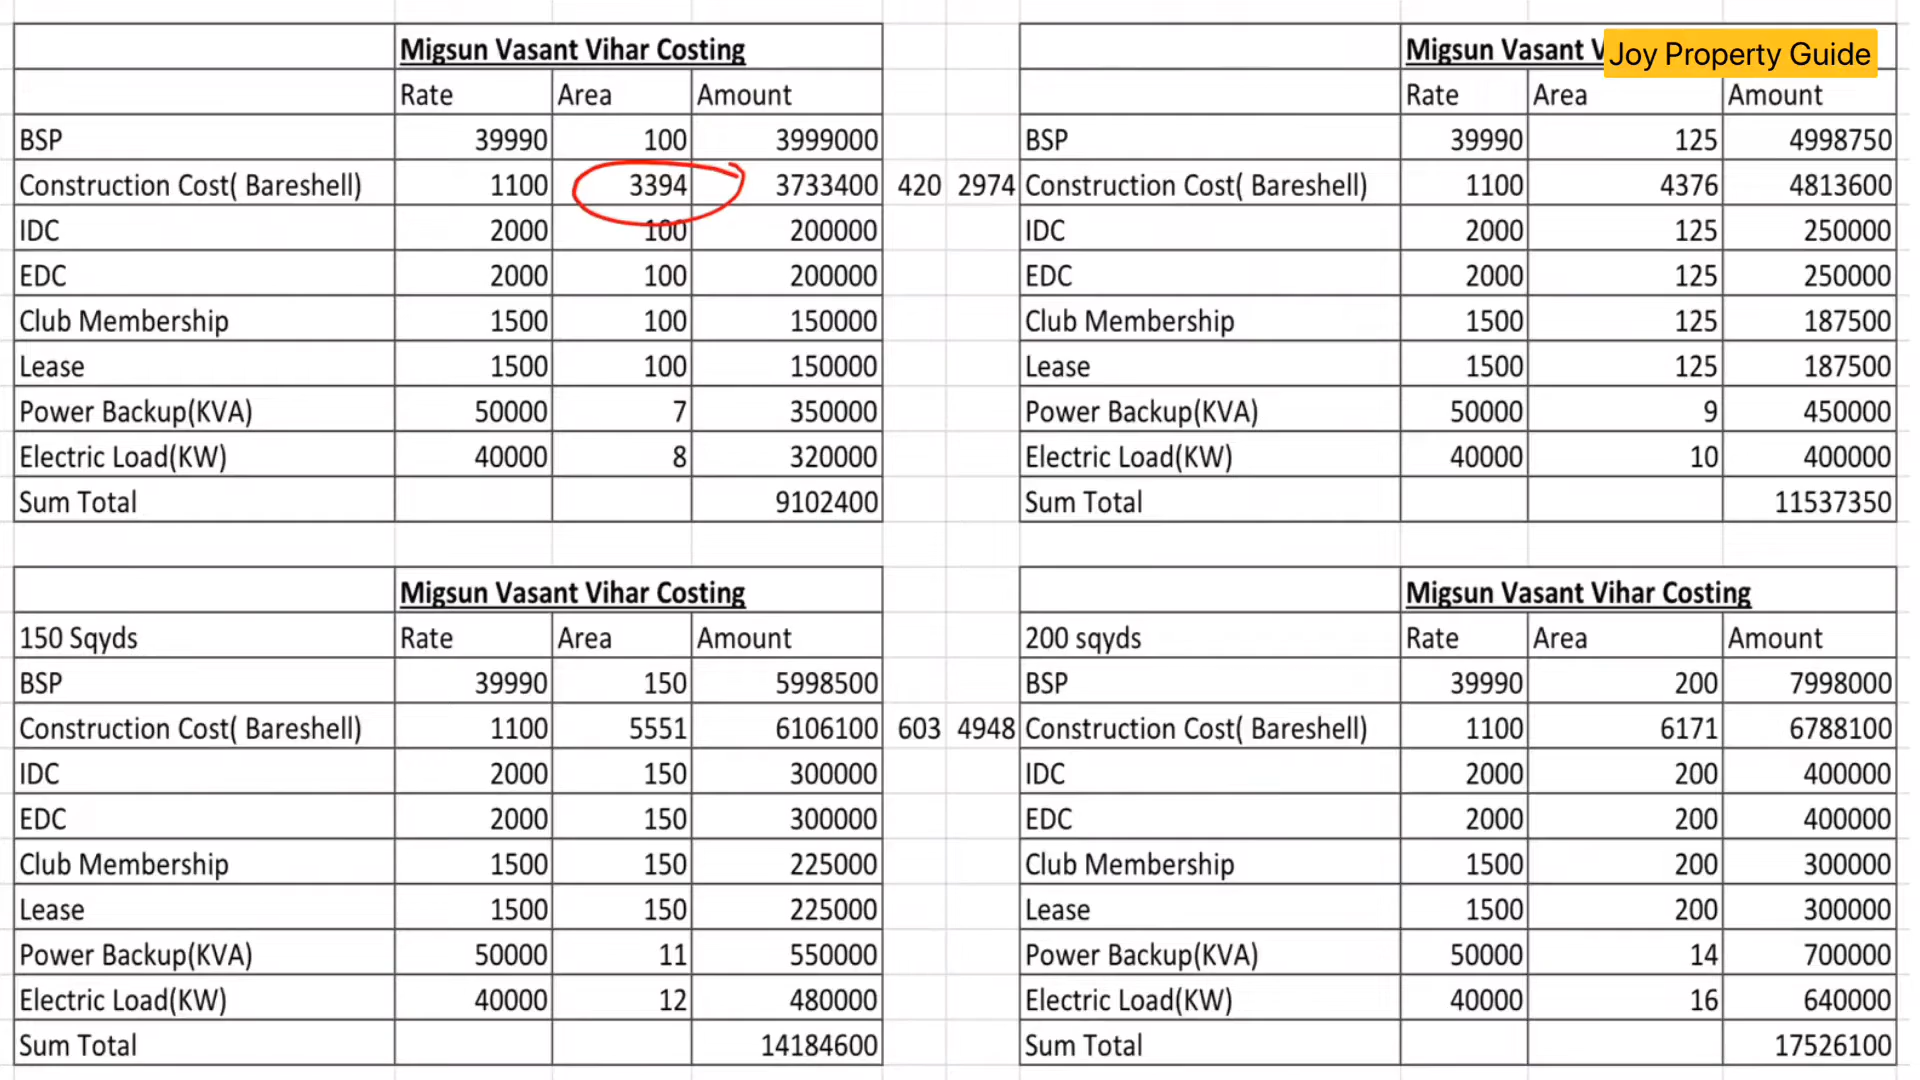 Migsun Vasant Vihar Costing
Rate Area Amount
BSP 39990 100 3999000
Construction Cost( Bareshell) 1100 3394 3733400 420 2974
IDC 2000 100 200000
EDC 2000 100 200000
Club Membership 1500 100 150000
Lease 1500 100 150000
Power Backup(KVA) 50000 7 350000
Electric Load(KW) 40000 8 320000
Sum Total 9102400
Migsun Vasant V
Joy Property Guide
Rate Area Amount
BSP 39990 125 4998750
Construction Cost( Bareshell) 1100 4376 4813600
IDC 2000 125 250000
EDC 2000 125 250000
Club Membership 1500 125 187500
Lease 1500 125 187500
Power Backup(KVA) 50000 9 450000
Electric Load(KW) 40000 10 400000
Sum Total 11537350
Migsun Vasant Vihar Costing
150 Sqyds Rate Area Amount
BSP 39990 150 5998500
Construction Cost( Bareshell) 1100 5551 6106100 603 4948
IDC 2000 150 300000
EDC 2000 150 300000
Club Membership 1500 150 225000
Lease 1500 150 225000
Power Backup(KVA) 50000 11 550000
Electric Load(KW) 40000 12 480000
Sum Total 14184600
Migsun Vasant Vihar Costing
200 sqyds Rate Area Amount
BSP 39990 200 7998000
Construction Cost( Bareshell) 1100 6171 6788100
IDC 2000 200 400000
EDC 2000 200 400000
Club Membership 1500 200 300000
Lease 1500 200 300000
Power Backup(KVA) 50000 14 700000
Electric Load(KW) 40000 16 640000
Sum Total 17526100